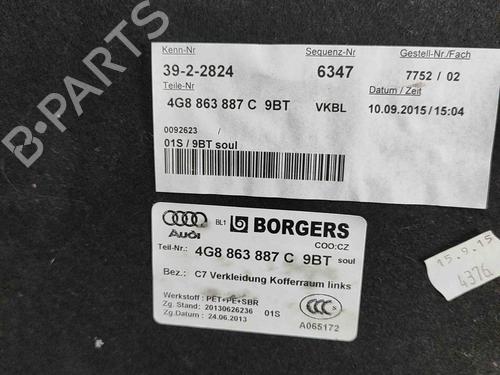 Kenn-Nr Sequenz-Nr Gestell-Nr./Fach
39-2-2824 6347 7752 / 02
Teile-Nr Datum / Zeit
4G8 863 887 C 9BT VKBL 10.09.2015 / 15:04
0092623
01S / 9BT soul
Audi BL1 BORGERS
COO:CZ
Teil-Nr.: 4G8 863 887 C 9BT soul
Bez.: C7 Verkleidung Kofferraum links
Werkstoff : PET+PE+SBR
Zg. Stand: 20130626236 01S
Zg.Datum.: 24.06.2013
A065172
15.9.15
4376
B-PARTS